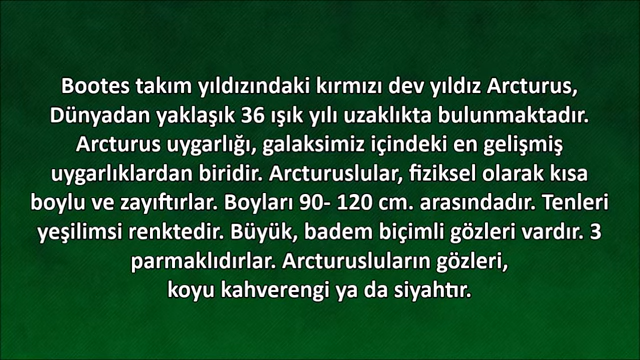 Bootes takım yıldızındaki kırmızı dev yıldız Arcturus,
Dünyadan yaklaşık 36 ışık yılı uzaklıkta bulunmaktadır.
Arcturus uygarlığı, galaksimiz içindeki en gelişmiş
uygarlıklardan biridir. Arcturuslular, fiziksel olarak kısa
boylu ve zayıftırlar. Boyları 90- 120 cm. arasındadır. Tenleri
yeşilimsi renktedir. Büyük, badem biçimli gözleri vardır. 3
parmaklıdırlar. Arcturusluların gözleri,
koyu kahverengi ya da siyahtır.